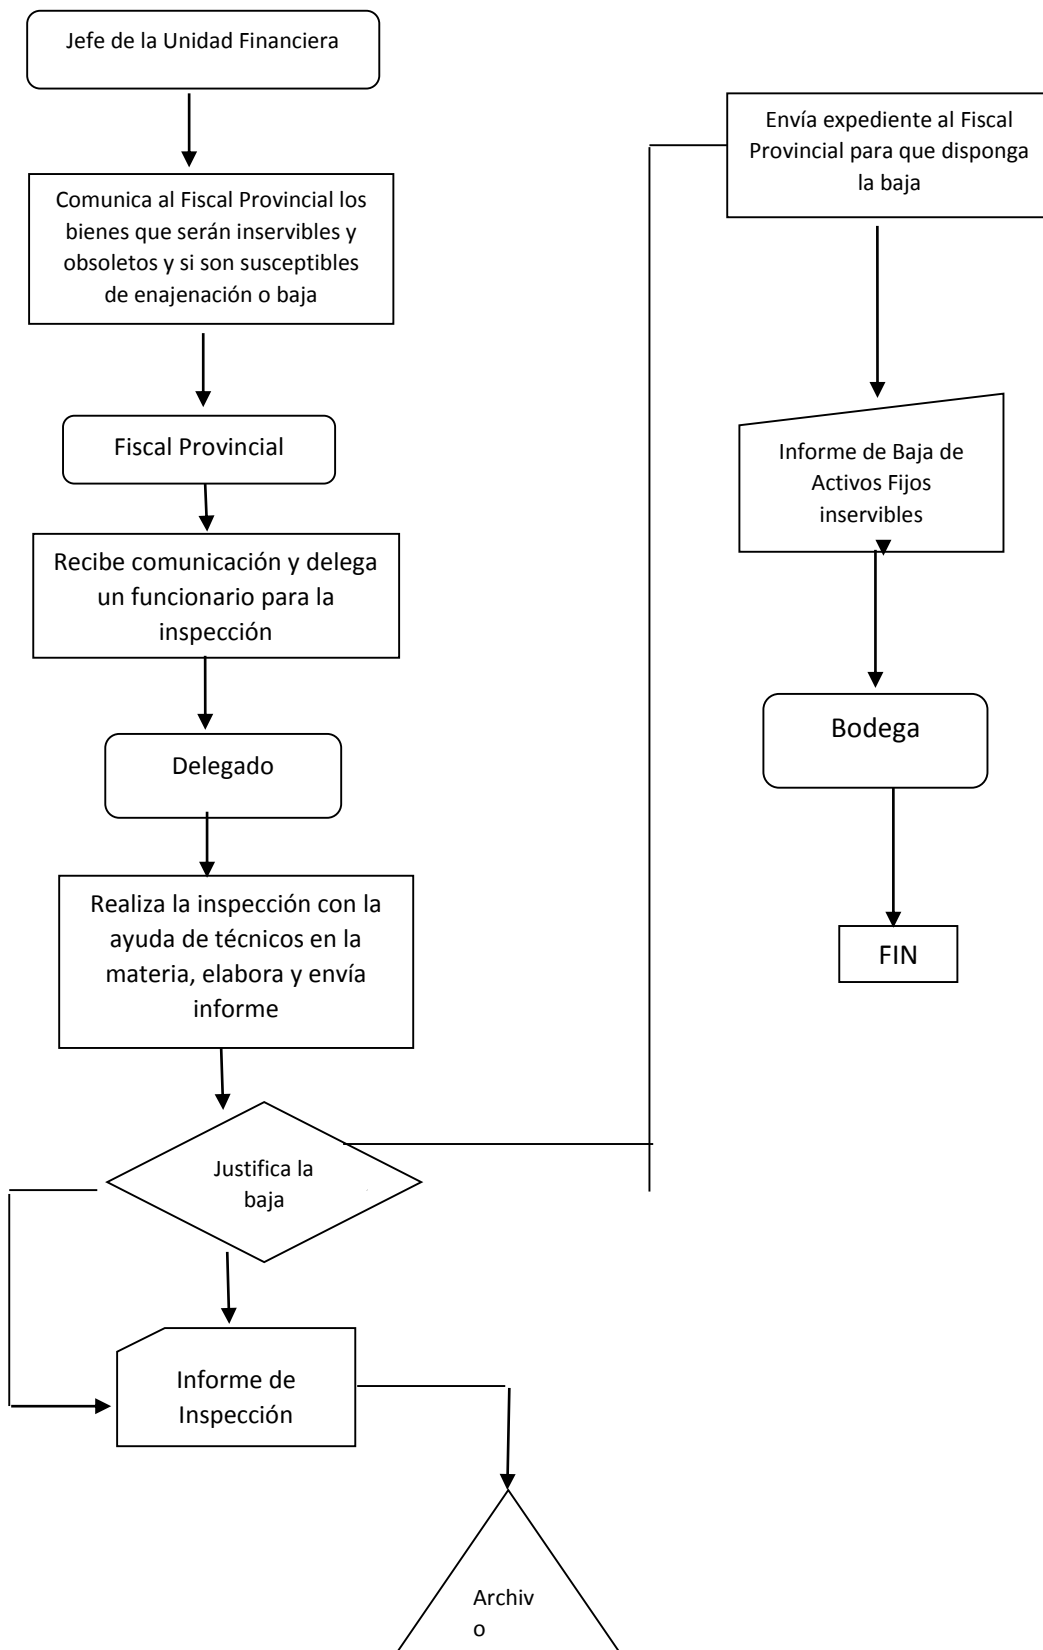 Jefe de la Unidad Financiera
Comunica al Fiscal Provincial los
bienes que serán inservibles y
obsoletos y si son susceptibles
de enajenación o baja
Fiscal Provincial
Recibe comunicación y delega
un funcionario para la
inspección
Delegado
Realiza la inspección con la
ayuda de técnicos en la
materia, elabora y envía
informe
Justifica la
baja
Informe de
Inspección
Archiv
o
Envía expediente al Fiscal
Provincial para que disponga
la baja
Informe de Baja de
Activos Fijos
inservibles
Bodega
FIN